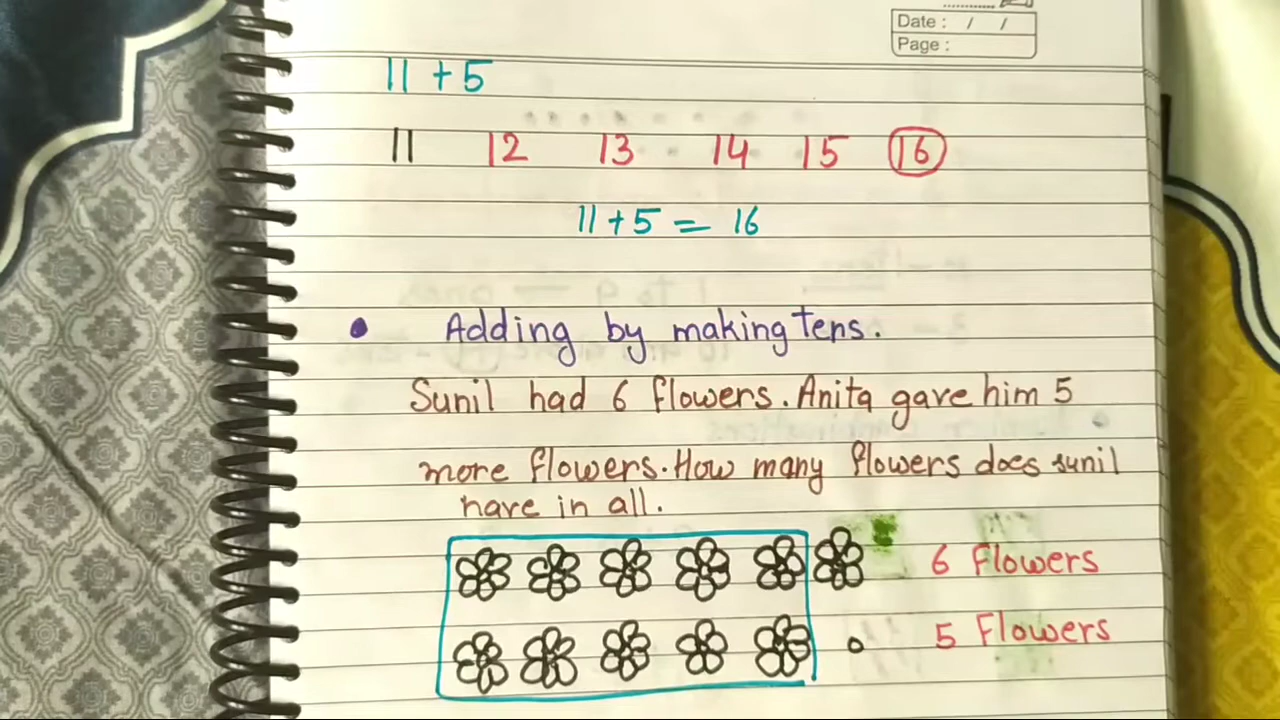 Date :   /   /
Page :
11 + 5
11 12 13 14 15 16
11 + 5 = 16
• Adding by making tens.
Sunil had 6 flowers. Anita gave him 5
more flowers. How many flowers does sunil
have in all.
6 Flowers
5 Flowers